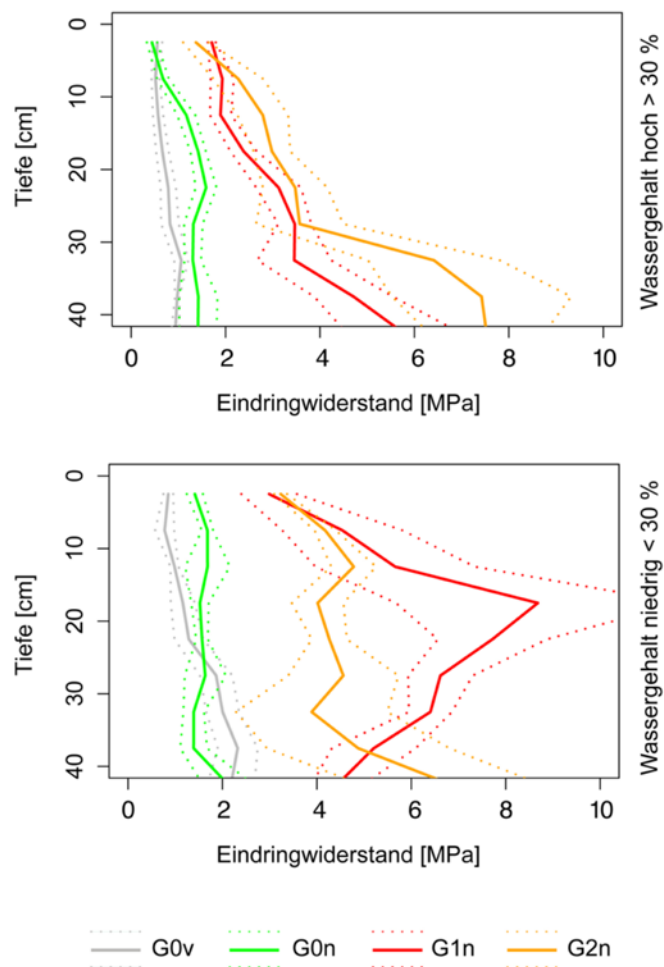 0
10
20
30
40
Tiefe [cm]
Wassergehalt hoch > 30 %
0 2 4 6 8 10
Eindringwiderstand [MPa]
0
10
20
30
40
Tiefe [cm]
Wassergehalt niedrig < 30 %
0 2 4 6 8 10
Eindringwiderstand [MPa]
G0v G0n G1n G2n